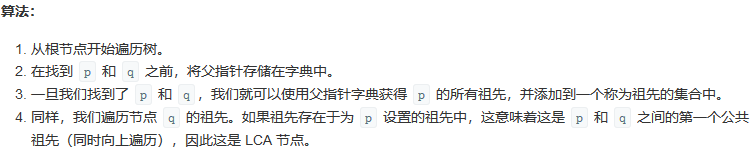 算法：
1. 从根节点开始遍历树。
2. 在找到 p 和 q 之前，将父指针存储在字典中。
3. 一旦我们找到了 p 和 q ，我们就可以使用父指针字典获得 p 的所有祖先，并添加到一个称为祖先的集合中。
4. 同样，我们遍历节点 q 的祖先。如果祖先存在于为 p 设置的祖先中，这意味着这是 p 和 q 之间的第一个公共
祖先（同时向上遍历），因此这是 LCA 节点。